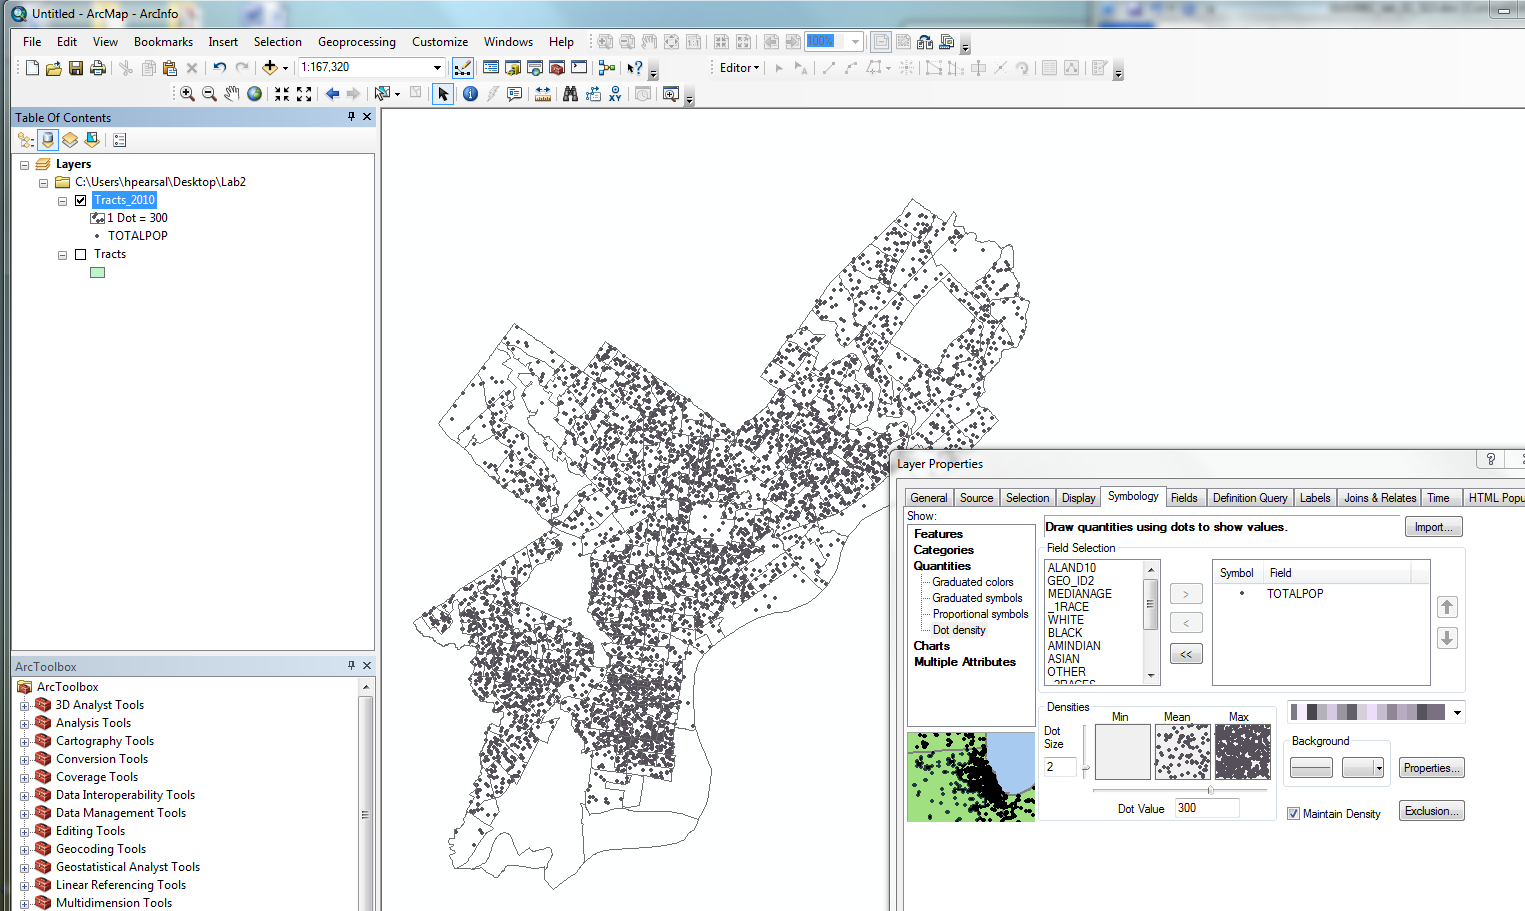 Untitled - ArcMap - ArcInfo
File Edit View Bookmarks Insert Selection Geoprocessing Customize Windows Help
100%
1:167,320
Editor
Table Of Contents
Layers
C:\Users\hpearsal\Desktop\Lab2
Tracts_2010
1 Dot = 300
TOTALPOP
Tracts
ArcToolbox
ArcToolbox
3D Analyst Tools
Analysis Tools
Cartography Tools
Conversion Tools
Coverage Tools
Data Interoperability Tools
Data Management Tools
Editing Tools
Geocoding Tools
Geostatistical Analyst Tools
Linear Referencing Tools
Multidimension Tools
Layer Properties
General Source Selection Display Symbology Fields Definition Query Labels Joins & Relates Time HTML Popu
Show:
Features
Categories
Quantities
Graduated colors
Graduated symbols
Proportional symbols
Dot density
Charts
Multiple Attributes
Draw quantities using dots to show values.
Import...
Field Selection
ALAND10
GEO_ID2
MEDIANAGE
_1RACE
WHITE
BLACK
AMINDIAN
ASIAN
OTHER
_2RACES
>
<
<<
Symbol Field
TOTALPOP
Densities
Dot Size
2
Min Mean Max
Dot Value 300
Background
Properties...
Maintain Density
Exclusion...